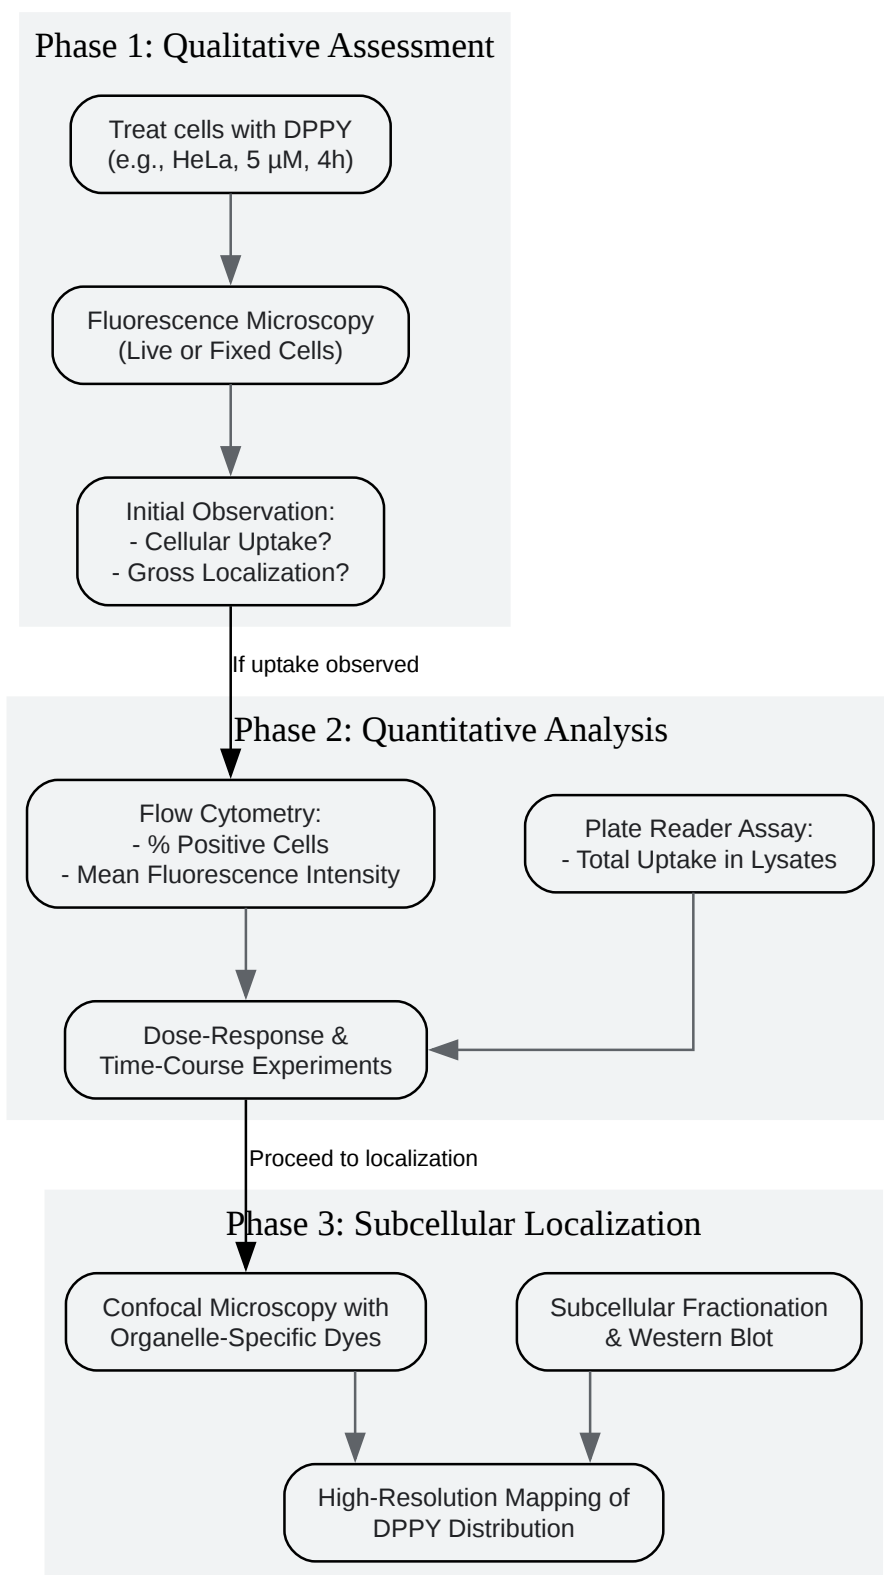 Phase 1: Qualitative Assessment
Treat cells with DPPY
(e.g., HeLa, 5 µM, 4h)
Fluorescence Microscopy
(Live or Fixed Cells)
Initial Observation:
- Cellular Uptake?
- Gross Localization?
If uptake observed
Phase 2: Quantitative Analysis
Flow Cytometry:
- % Positive Cells
- Mean Fluorescence Intensity
Plate Reader Assay:
- Total Uptake in Lysates
Dose-Response &
Time-Course Experiments
Proceed to localization
Phase 3: Subcellular Localization
Confocal Microscopy with
Organelle-Specific Dyes
Subcellular Fractionation
& Western Blot
High-Resolution Mapping of
DPPY Distribution